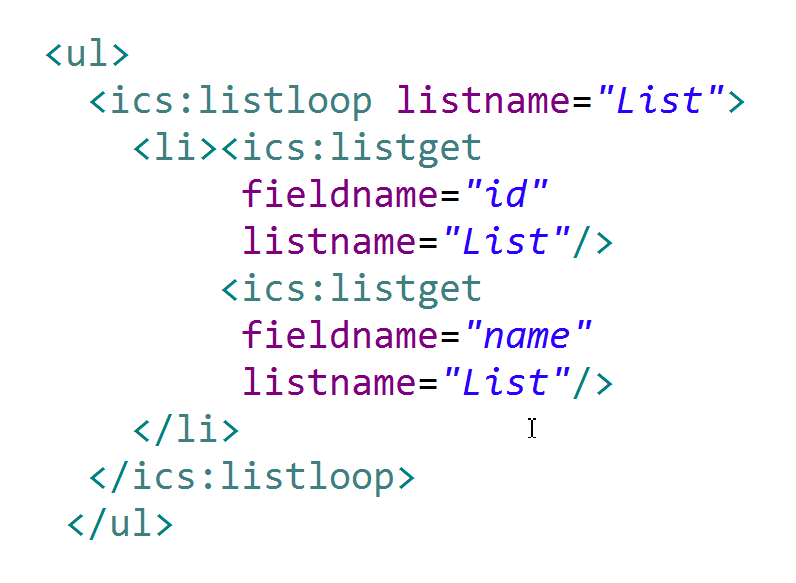 <ul>
<ics:listloop listname="List">
<li><ics:listget
fieldname="id"
listname="List"/>
<ics:listget
fieldname="name"
listname="List"/>
</li>
</ics:listloop>
</ul>